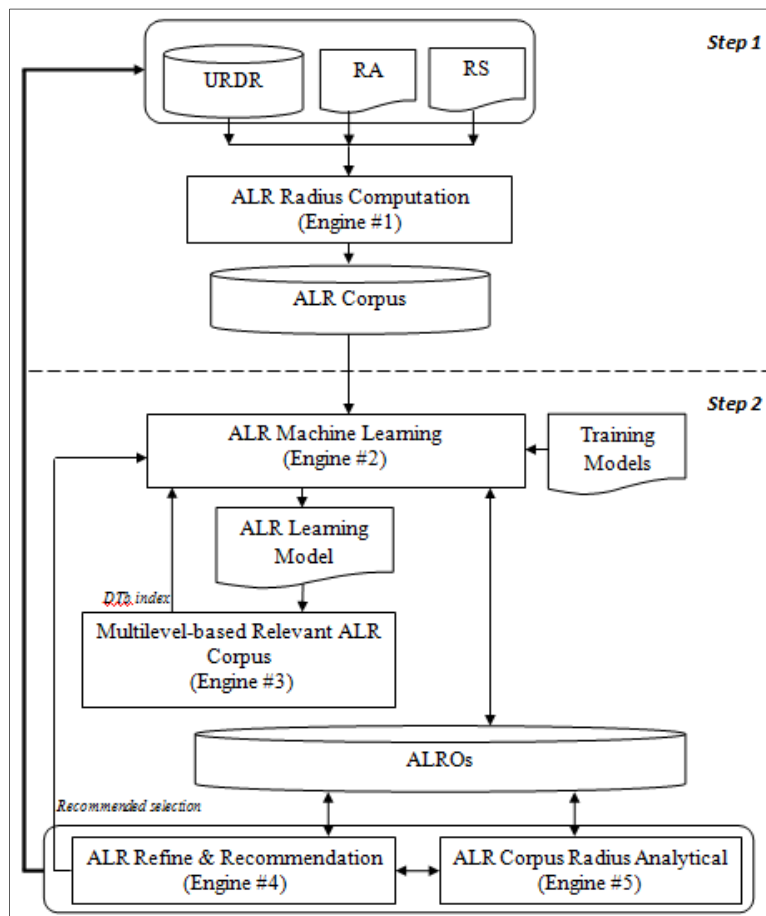 Step 1
URDR
RA
RS
ALR Radius Computation
(Engine #1)
ALR Corpus
Step 2
ALR Machine Learning
(Engine #2)
Training
Models
ALR Learning
Model
DTb index
Multilevel-based Relevant ALR
Corpus
(Engine #3)
ALROs
Recommended selection
ALR Refine & Recommendation
(Engine #4)
ALR Corpus Radius Analytical
(Engine #5)